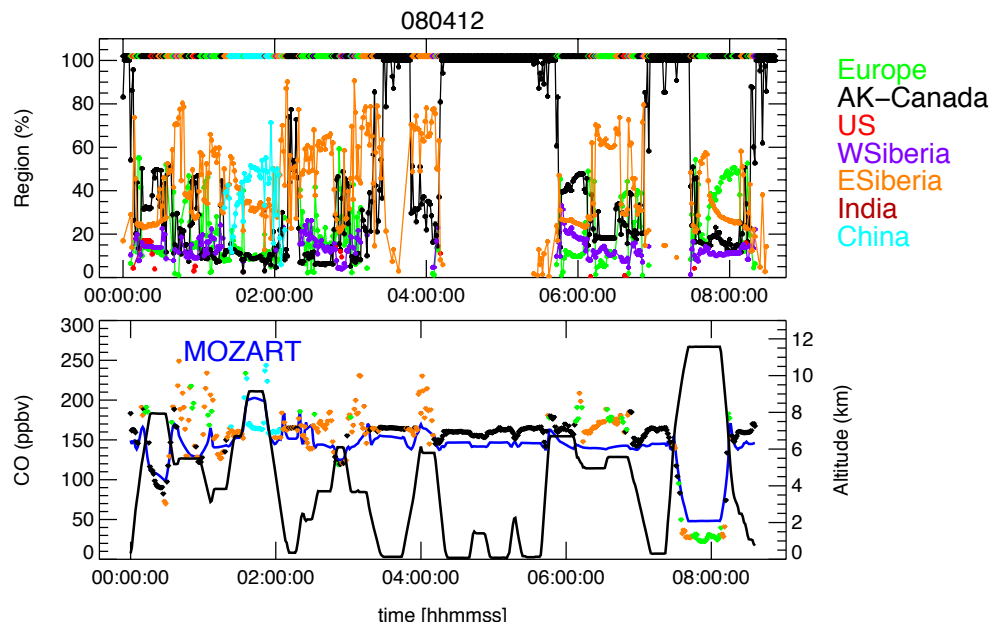 080412
100
80
60
40
20
0
Region (%)
00:00:00 02:00:00 04:00:00 06:00:00 08:00:00
Europe
AK-Canada
US
WSiberia
ESiberia
India
China
MOZART
300
250
200
150
100
50
0
CO (ppbv)
12
10
8
6
4
2
0
Altitude (km)
00:00:00 02:00:00 04:00:00 06:00:00 08:00:00
time [hhmmss]